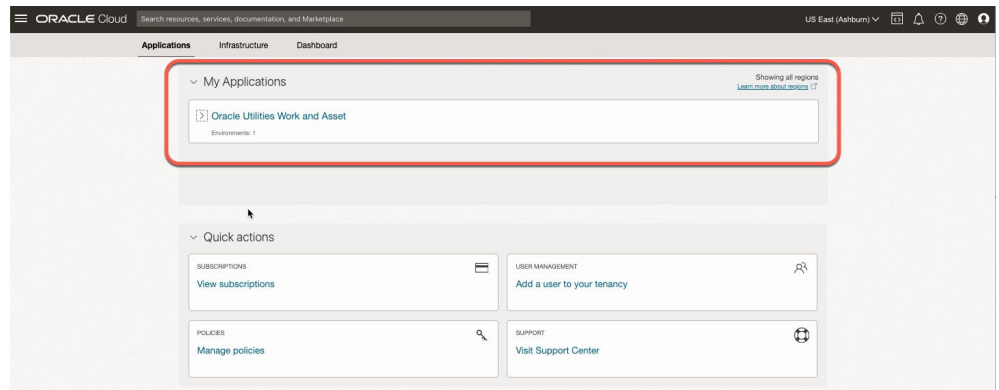 ORACLE Cloud
Search resources, services, documentation, and Marketplace
US East (Ashburn)
Applications Infrastructure Dashboard
My Applications
Showing all regions
Learn more about regions
Oracle Utilities Work and Asset
Environments: 1
Quick actions
SUBSCRIPTIONS
View subscriptions
USER MANAGEMENT
Add a user to your tenancy
POLICIES
Manage policies
SUPPORT
Visit Support Center